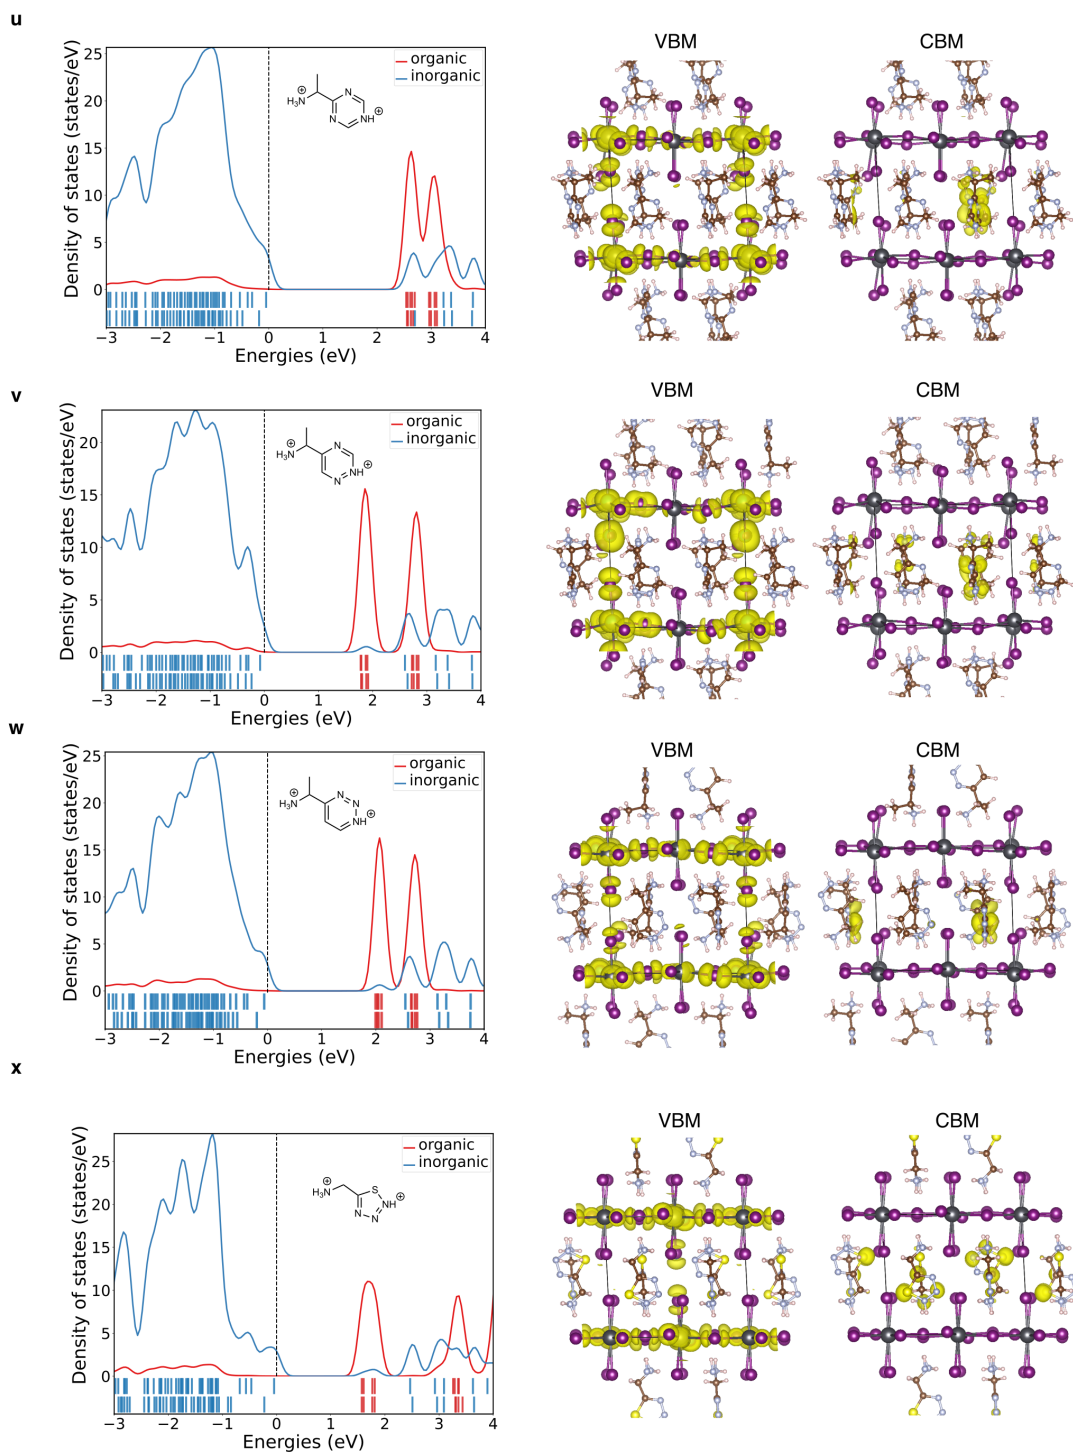 u
VBM
CBM
organic
inorganic
Density of states (states/eV)
25
20
15
10
5
0
H3N
⊕
N
N
NH
⊕
−3 −2 −1 0 1 2 3 4
Energies (eV)
v
VBM
CBM
organic
inorganic
Density of states (states/eV)
20
15
10
5
0
H3N
⊕
N
N
NH
⊕
−3 −2 −1 0 1 2 3 4
Energies (eV)
w
VBM
CBM
organic
inorganic
Density of states (states/eV)
25
20
15
10
5
0
H3N
⊕
N
N
NH
⊕
−3 −2 −1 0 1 2 3 4
Energies (eV)
x
VBM
CBM
organic
inorganic
Density of states (states/eV)
25
20
15
10
5
0
H3N
⊕
S
NH
⊕
N
N
−3 −2 −1 0 1 2 3 4
Energies (eV)